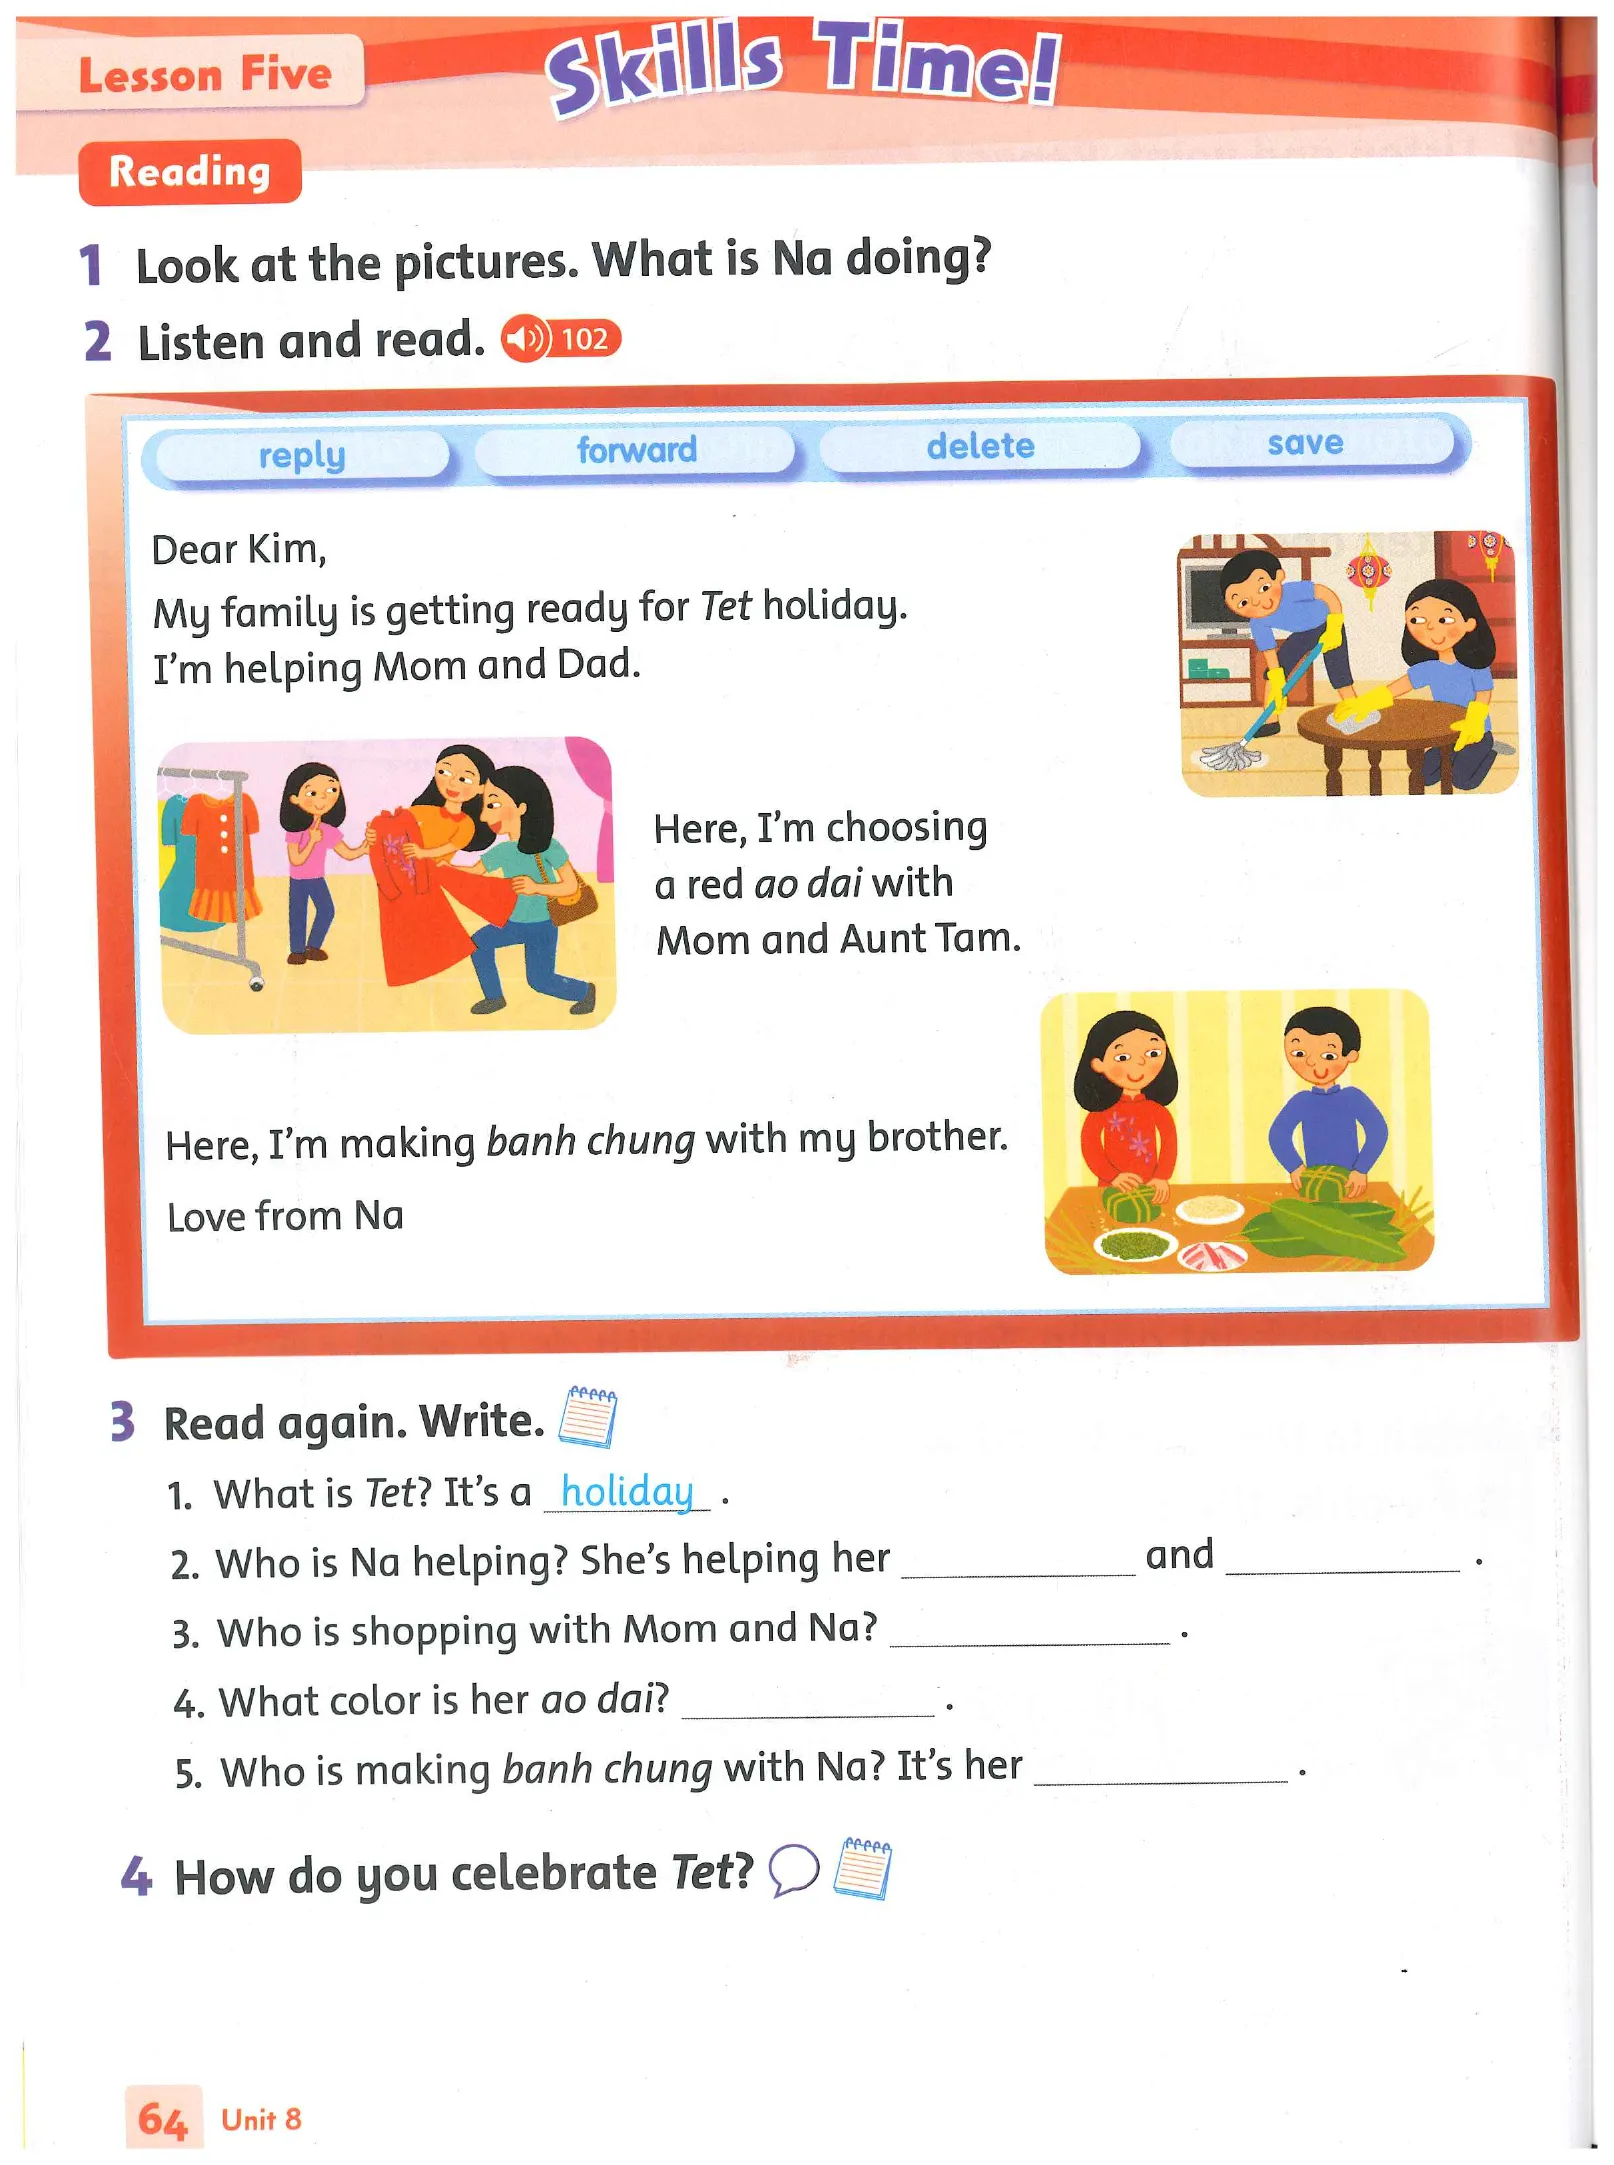 Lesson Five
Skills Time!
Reading
1 Look at the pictures. What is Na doing?
2 Listen and read. 102
reply forward delete save
Dear Kim,
My family is getting ready for Tet holiday.
I'm helping Mom and Dad.
Here, I'm choosing
a red ao dai with
Mom and Aunt Tam.
Here, I'm making banh chung with my brother.
Love from Na
3 Read again. Write.
1. What is Tet? It's a holiday.
2. Who is Na helping? She's helping her ____________ and ____________.
3. Who is shopping with Mom and Na? ____________.
4. What color is her ao dai? ____________.
5. Who is making banh chung with Na? It's her ____________.
4 How do you celebrate Tet?
64 Unit 8